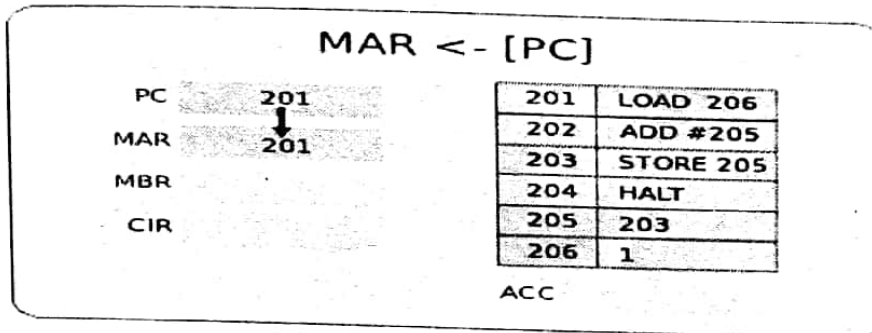 MAR <- [PC]
PC 201
MAR 201
MBR
CIR
201 LOAD 206
202 ADD #205
203 STORE 205
204 HALT
205 203
206 1
ACC